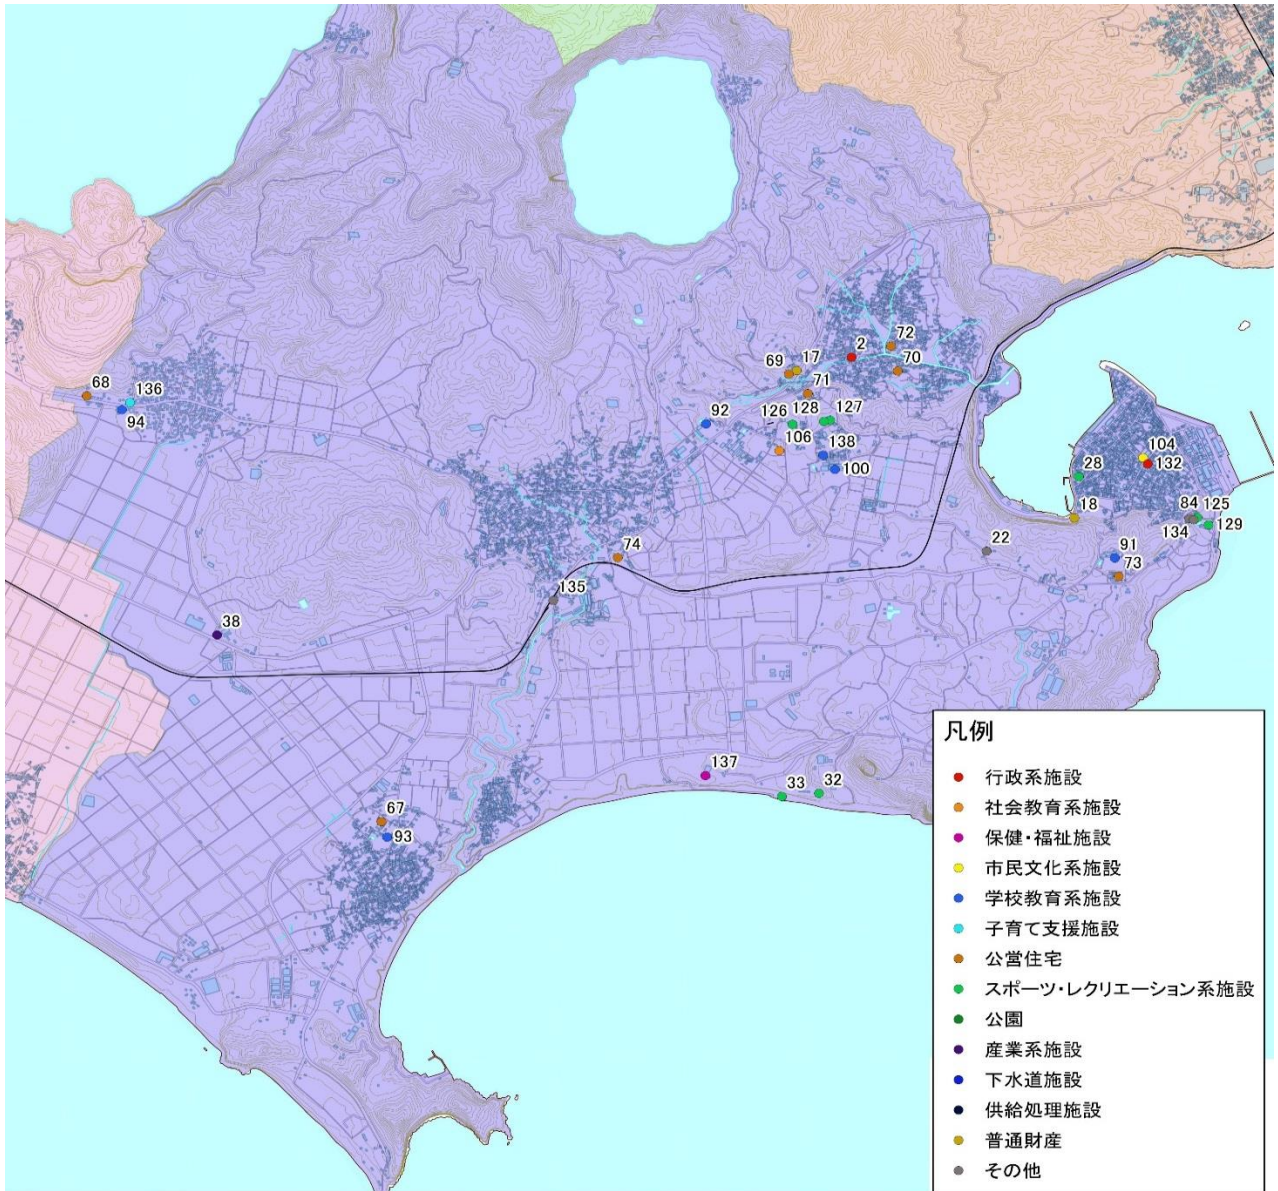 72
2
17
69
70
68
136
71
94
92
126
128
127
106
138
104
100
132
28
18
84
125
134
129
22
91
74
73
135
38
137
33
32
67
93
凡例
行政系施設
社会教育系施設
保健・福祉施設
市民文化系施設
学校教育系施設
子育て支援施設
公営住宅
スポーツ・レクリエーション系施設
公園
産業系施設
下水道施設
供給処理施設
普通財産
その他